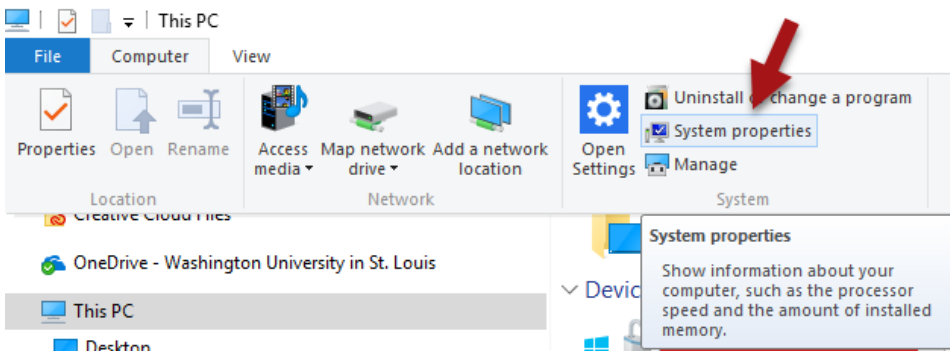 This PC
File Computer View
Uninstall or change a program
System properties
Manage
Properties Open Rename
Access media
Map network drive
Add a network location
Open Settings
Location Network System
Creative Cloud Files
OneDrive - Washington University in St. Louis
This PC
Desktop
Devic
System properties
Show information about your
computer, such as the processor
speed and the amount of installed
memory.